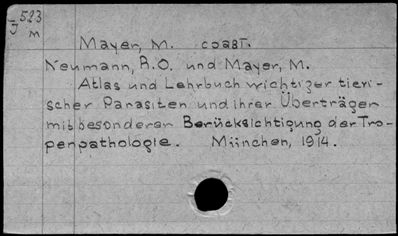 I 523
J m
Mayer, M. coaвт.
Neumann, R.O. und Mayer, M.
Atlas und Lehrbuch wichtiger tieri-
scher Parasiten und ihrer Überträger
mit besonderer Berücksichtigung der Tro-
penpathologie. München, 1914.